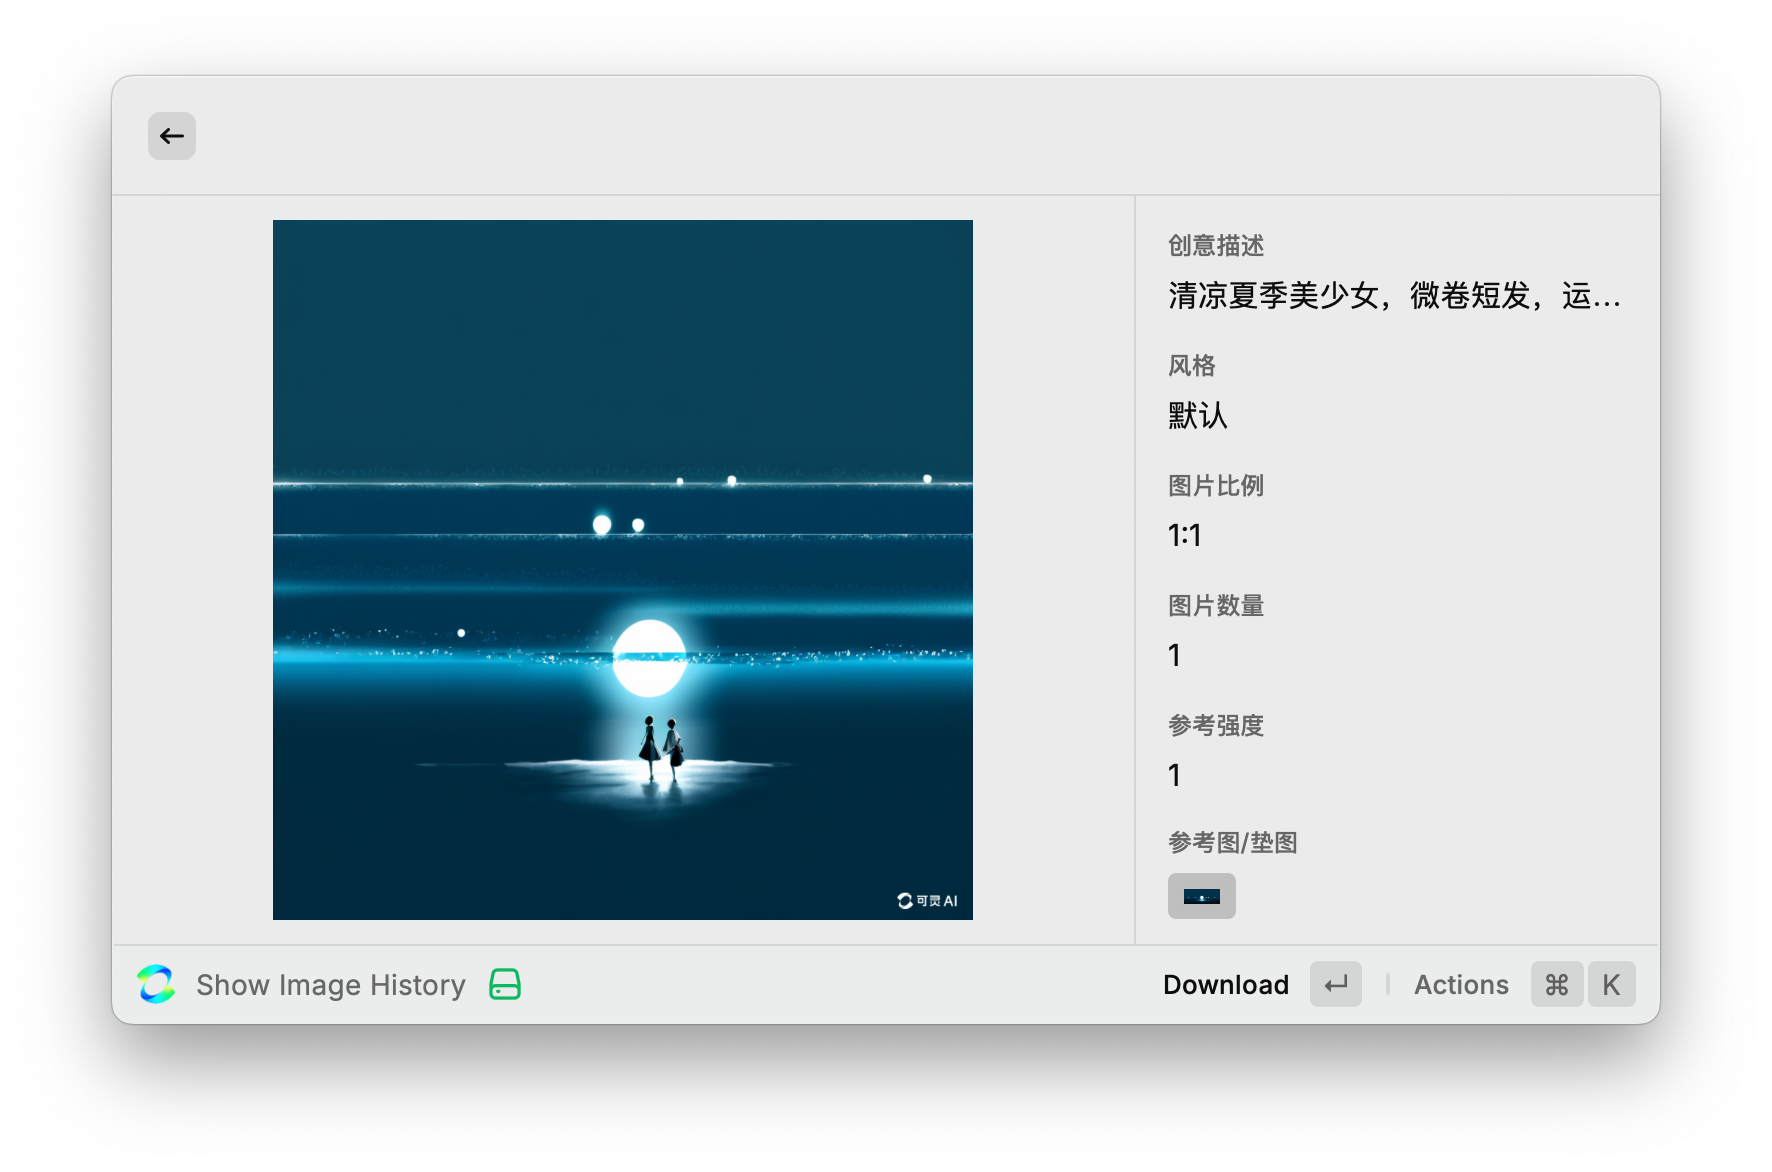 创意描述
清凉夏季美少女，微卷短发，运...
风格
默认
图片比例
1:1
图片数量
1
参考强度
1
参考图/垫图
可灵 AI
Show Image History
Download
Actions ⌘ K